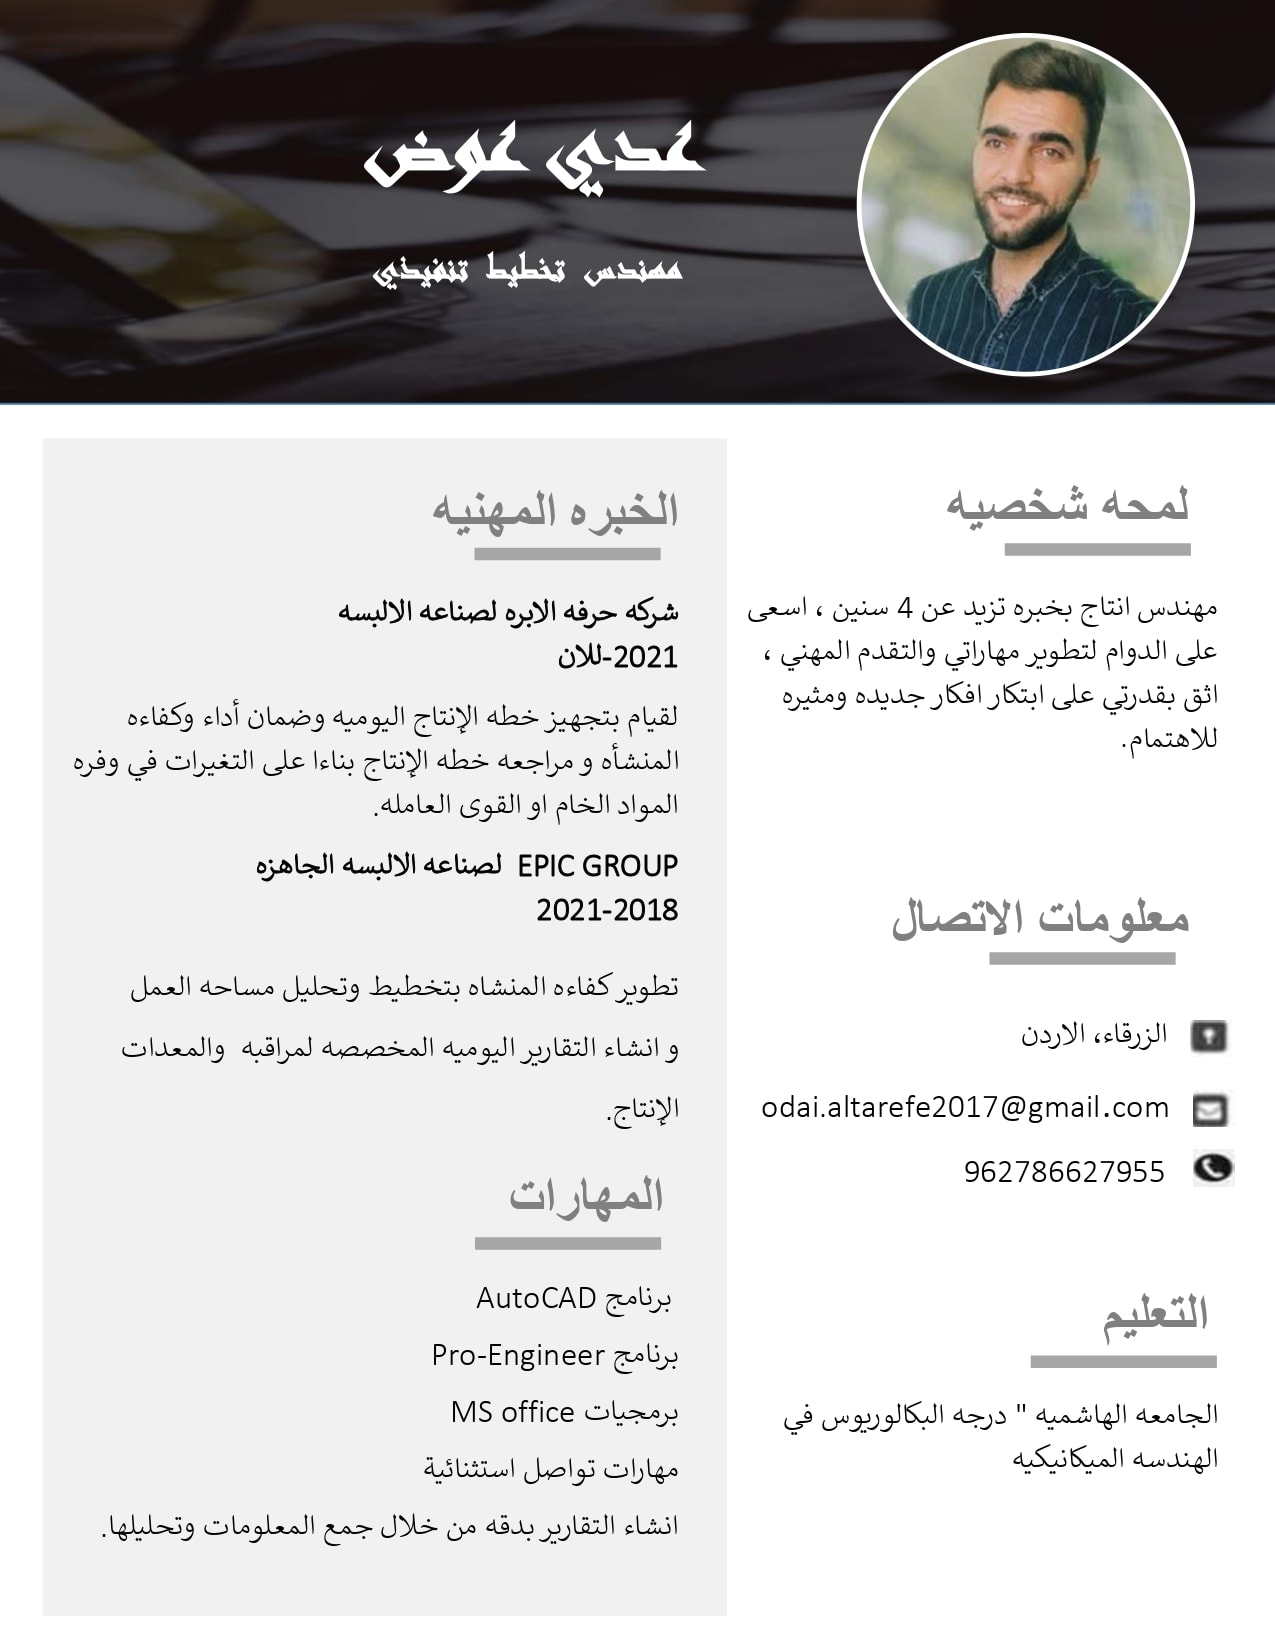 عدي عوض
مهندس تخطيط تنفيذي
لمحه شخصيه
مهندس انتاج بخبره تزيد عن 4 سنين ، اسعى
على الدوام لتطوير مهاراتي والتقدم المهني ،
اثق بقدرتي على ابتكار افكار جديده ومثيره
للاهتمام.
معلومات الاتصال
الزرقاء، الاردن
odai.altarefe2017@gmail.com
962786627955
التعليم
الجامعه الهاشميه " درجه البكالوريوس في
الهندسه الميكانيكيه
الخبره المهنيه
شركه حرفه الابره لصناعه الالبسه
2021-للان
لقيام بتجهيز خطه الإنتاج اليوميه وضمان أداء وكفاءه
المنشأه و مراجعه خطه الإنتاج بناءا على التغيرات في وفره
المواد الخام او القوى العامله.
EPIC GROUP لصناعه الالبسه الجاهزه
2021-2018
تطوير كفاءه المنشاه بتخطيط وتحليل مساحه العمل
و انشاء التقارير اليوميه المخصصه لمراقبه والمعدات
الإنتاج.
المهارات
برنامج AutoCAD
برنامج Pro-Engineer
برمجيات MS office
مهارات تواصل استثنائية
انشاء التقارير بدقه من خلال جمع المعلومات وتحليلها.